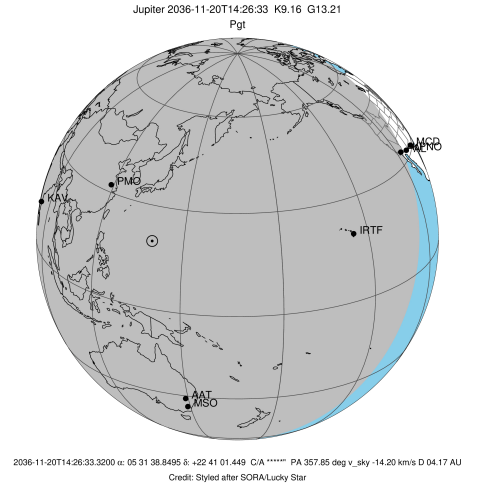 Jupiter 2036-11-20T14:26:33 K9.16 G13.21
Pgt
MCD
KAV
PMO
IRTF
AAT
MSO
2036-11-20T14:26:33.3200 α: 05 31 38.8495 δ: +22 41 01.449 C/A *****" PA 357.85 deg v_sky -14.20 km/s D 04.17 AU
Credit: Styled after SORA/Lucky Star